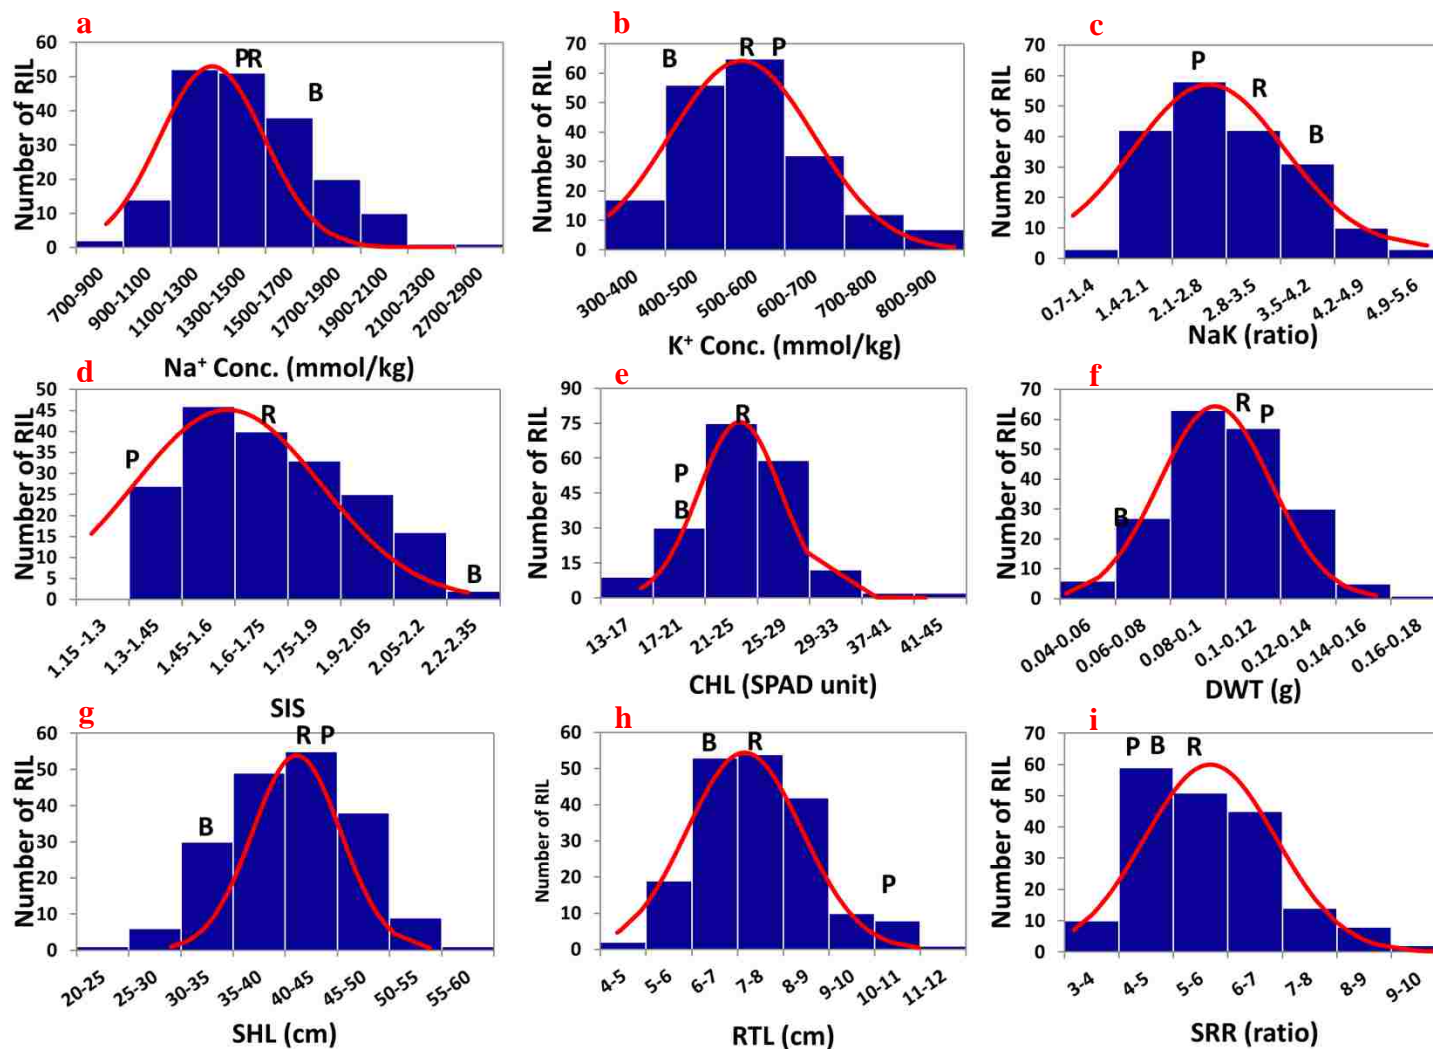 a
Number of RIL
60
50
40
30
20
10
0
PR
B
700-900
900-1100
1100-1300
1300-1500
1500-1700
1700-1900
1900-2100
2100-2300
2700-2900
Na⁺ Conc. (mmol/kg)
b
Number of RIL
70
60
50
40
30
20
10
0
B
R
P
300-400
400-500
500-600
600-700
700-800
800-900
K⁺ Conc. (mmol/kg)
c
Number of RIL
70
60
50
40
30
20
10
0
P
R
B
0.7-1.4
1.4-2.1
2.1-2.8
2.8-3.5
3.5-4.2
4.2-4.9
4.9-5.6
NaK (ratio)
d
Number of RIL
50
45
40
35
30
25
20
15
10
5
0
P
R
B
1.15-1.3
1.3-1.45
1.45-1.6
1.6-1.75
1.75-1.9
1.9-2.05
2.05-2.2
2.2-2.35
SIS
e
Number of RIL
90
75
60
45
30
15
0
R
P
B
13-17
17-21
21-25
25-29
29-33
37-41
41-45
CHL (SPAD unit)
f
Number of RIL
70
60
50
40
30
20
10
0
R
P
B
0.04-0.06
0.06-0.08
0.08-0.1
0.1-0.12
0.12-0.14
0.14-0.16
0.16-0.18
DWT (g)
g
Number of RIL
60
50
40
30
20
10
0
R P
B
20-25
25-30
30-35
35-40
40-45
45-50
50-55
55-60
SHL (cm)
h
Number of RIL
60
50
40
30
20
10
0
B
R
P
4-5
5-6
6-7
7-8
8-9
9-10
10-11
11-12
RTL (cm)
i
Number of RIL
70
60
50
40
30
20
10
0
P B R
3-4
4-5
5-6
6-7
7-8
8-9
9-10
SRR (ratio)